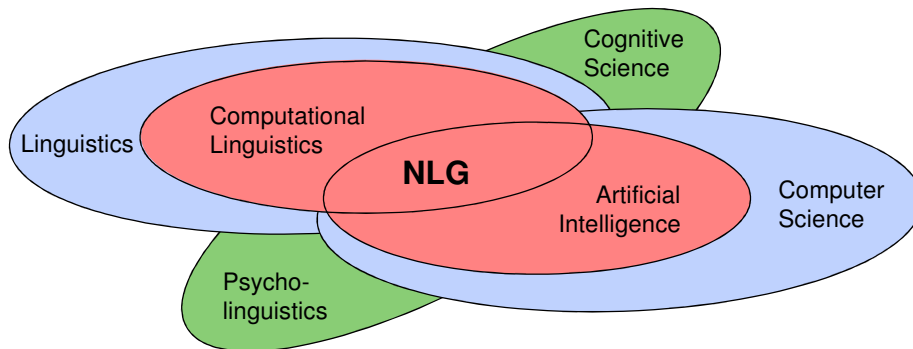 Cognitive
Science
Computational
Linguistics
Linguistics
NLG
Artificial
Intelligence
Computer
Science
Psycho-
linguistics